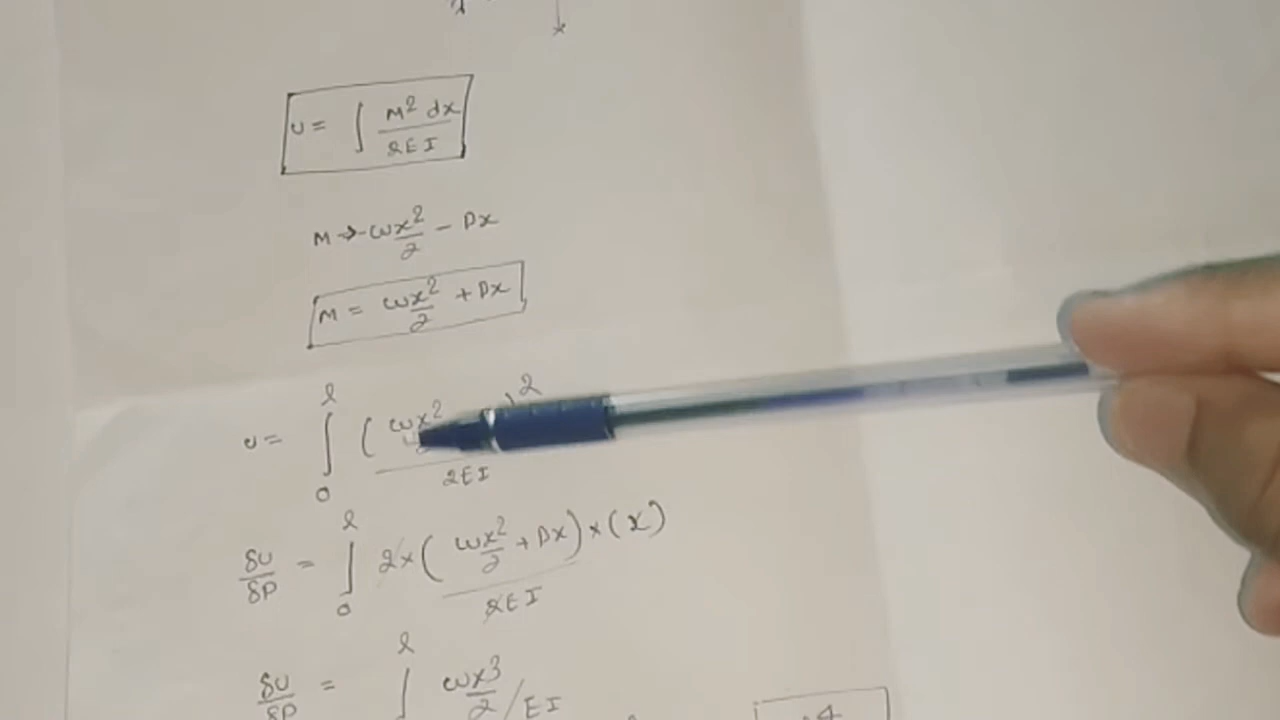 U = ∫ M² dx / 2EI
M → -ωx²/2 - Px
M = ωx²/2 + Px
U = ∫₀ˡ (ωx² )² / 2EI
δU/δP = ∫₀ˡ 2×(ωx²/2 + Px)×(x) / 2EI
δU/δP = ∫ˡ ωx³/2 / EI